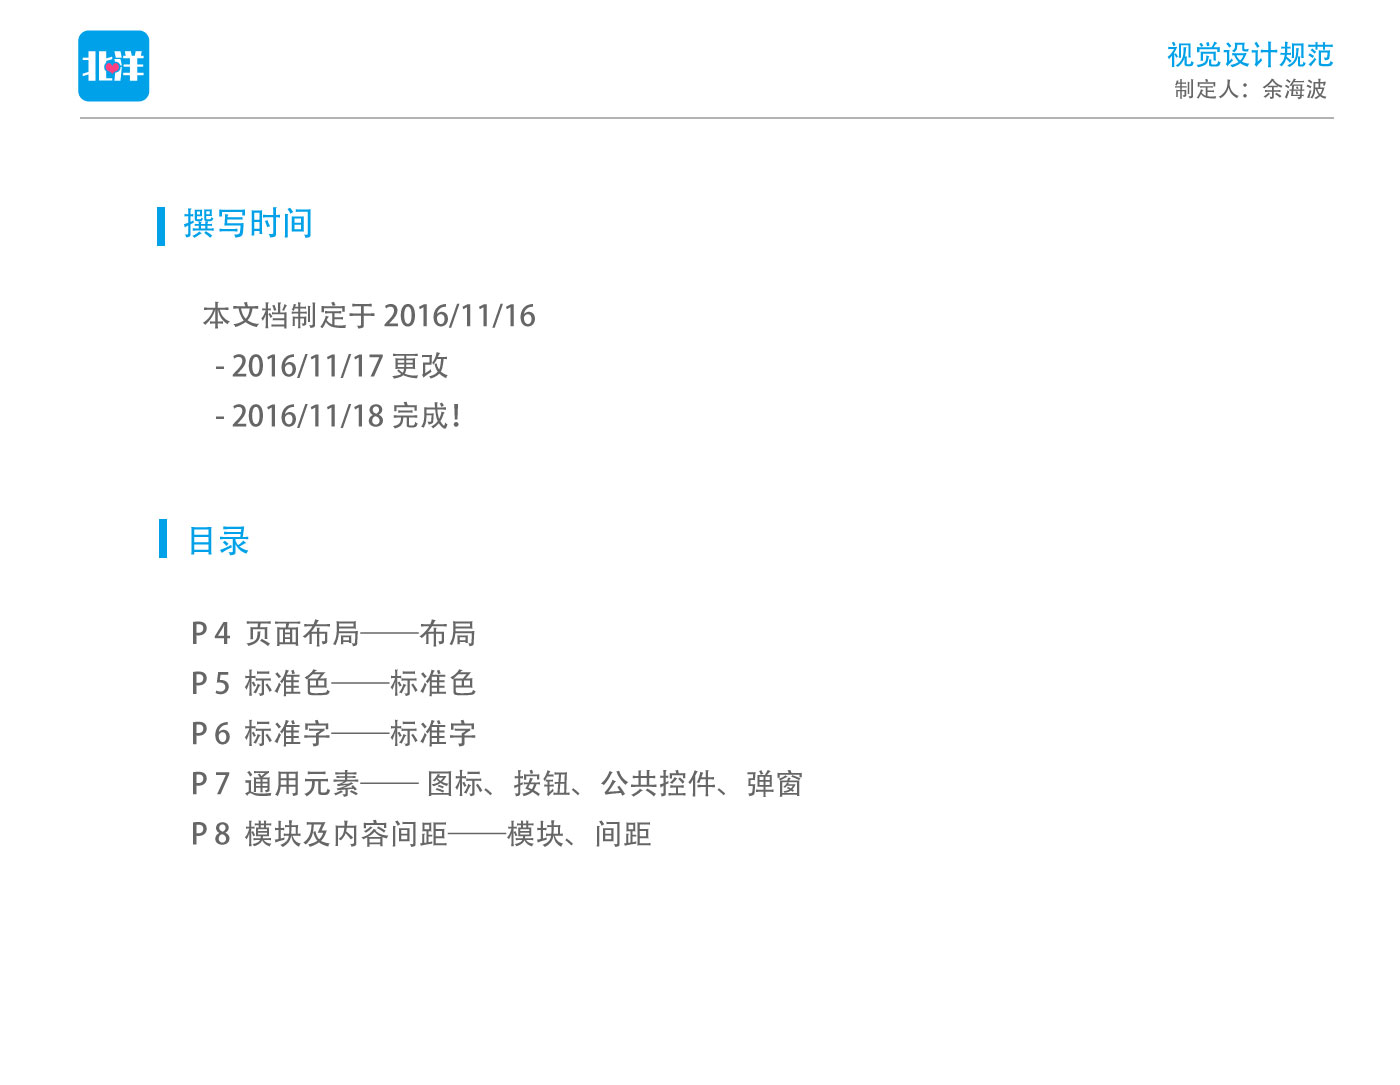 北洋
视觉设计规范
制定人：余海波
撰写时间
本文档制定于 2016/11/16
- 2016/11/17 更改
- 2016/11/18 完成！
目录
P 4 页面布局——布局
P 5 标准色——标准色
P 6 标准字——标准字
P 7 通用元素—— 图标、按钮、公共控件、弹窗
P 8 模块及内容间距——模块、间距